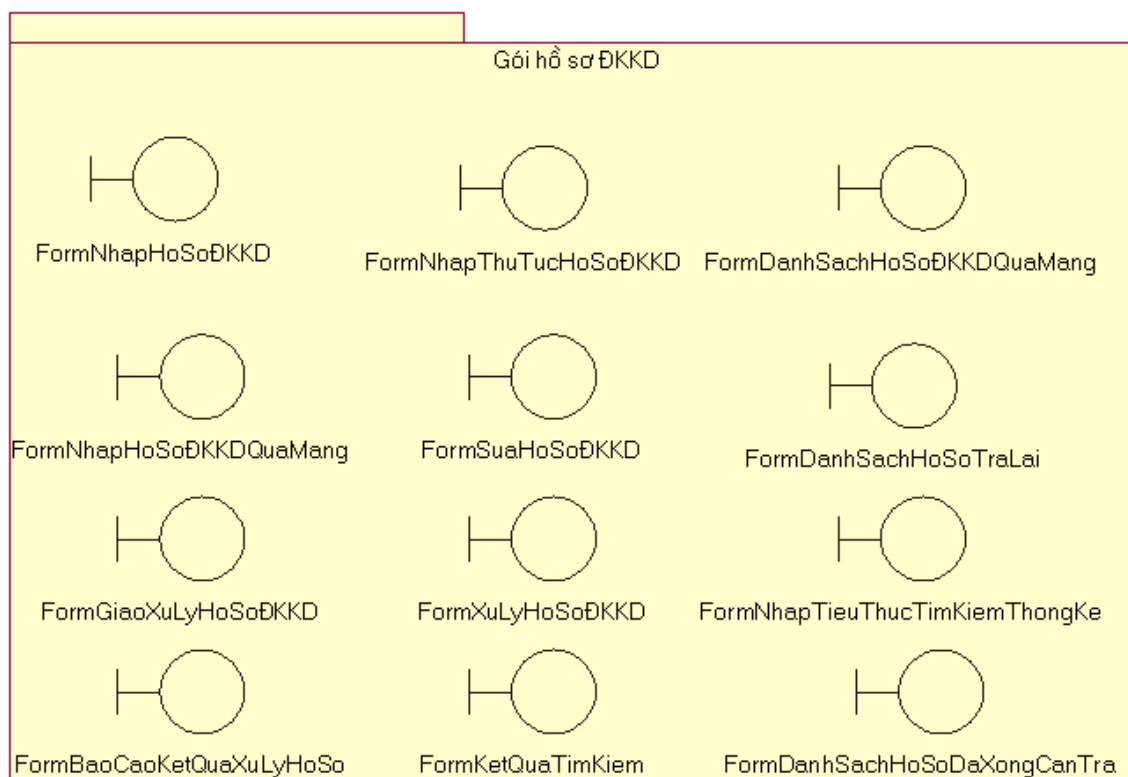 Gói hồ sơ ĐKKD
FormNhapHoSoĐKKD
FormNhapThuTucHoSoĐKKD
FormDanhSachHoSoĐKKDQuaMang
FormNhapHoSoĐKKDQuaMang
FormSuaHoSoĐKKD
FormDanhSachHoSoTraLai
FormGiaoXuLyHoSoĐKKD
FormXuLyHoSoĐKKD
FormNhapTieuThucTimKiemThongKe
FormBaoCaoKetQuaXuLyHoSo
FormKetQuaTimKiem
FormDanhSachHoSoDaXongCanTra